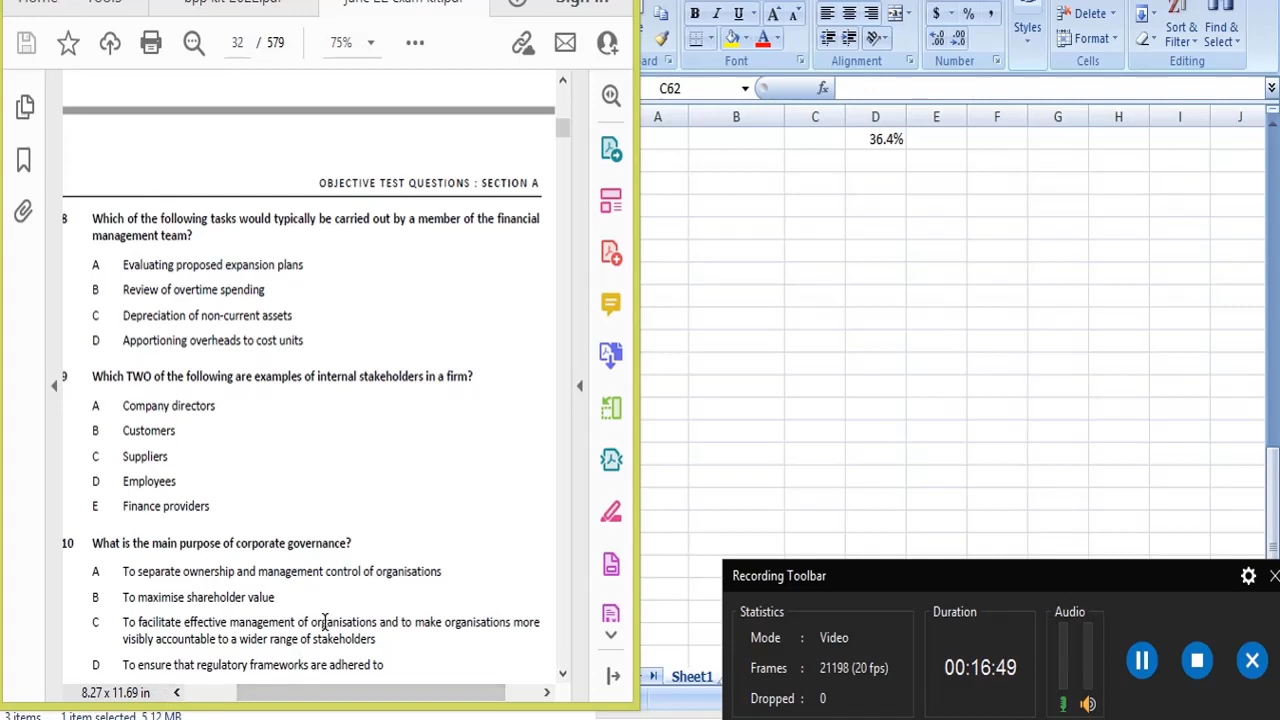 Home Tools bpp kit 2022.pdf June 22 Exam kit.pdf Sign In
32 / 579 75%
OBJECTIVE TEST QUESTIONS : SECTION A
8 Which of the following tasks would typically be carried out by a member of the financial
management team?
A Evaluating proposed expansion plans
B Review of overtime spending
C Depreciation of non-current assets
D Apportioning overheads to cost units
9 Which TWO of the following are examples of internal stakeholders in a firm?
A Company directors
B Customers
C Suppliers
D Employees
E Finance providers
10 What is the main purpose of corporate governance?
A To separate ownership and management control of organisations
B To maximise shareholder value
C To facilitate effective management of organisations and to make organisations more
visibly accountable to a wider range of stakeholders
D To ensure that regulatory frameworks are adhered to
8.27 x 11.69 in
3 items 1 item selected 5.12 MB
B I U A A $ % , Styles Delete Sort & Find &
Format Filter Select
Font Alignment Number Cells Editing
C62 fx
A B C D E F G H I J
36.4%
Sheet1
Recording Toolbar
Statistics Duration Audio
Mode : Video
Frames : 21198 (20 fps) 00:16:49
Dropped : 0